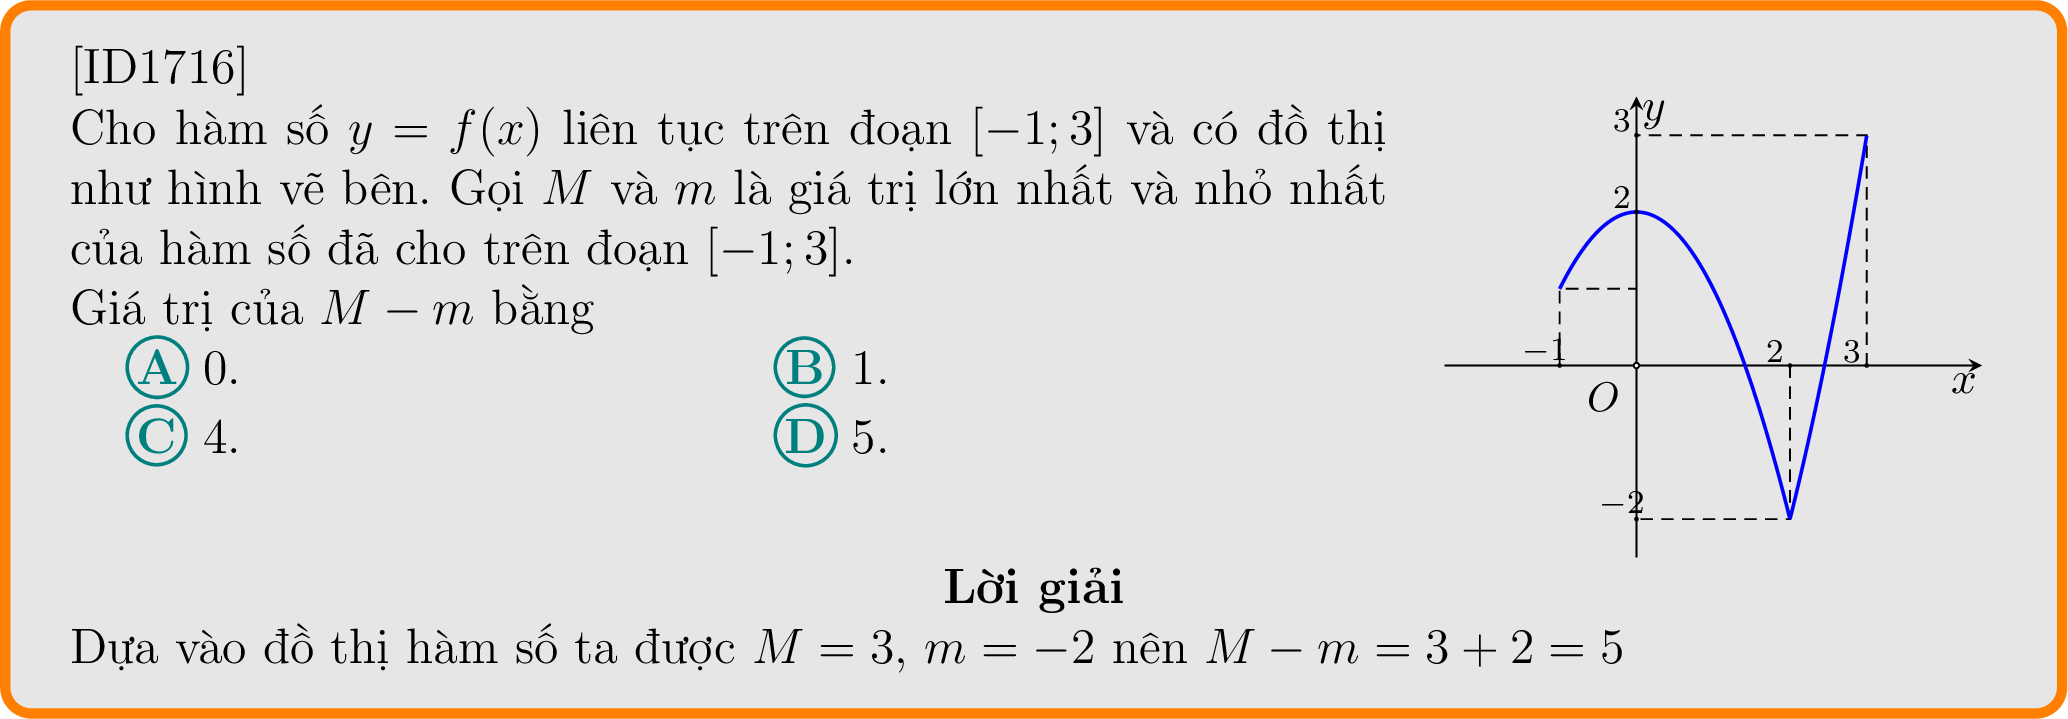 [ID1716]
Cho hàm số y = f(x) liên tục trên đoạn [−1; 3] và có đồ thị
như hình vẽ bên. Gọi M và m là giá trị lớn nhất và nhỏ nhất
của hàm số đã cho trên đoạn [−1; 3].
Giá trị của M − m bằng
A 0.
B 1.
C 4.
D 5.
y
3
2
−1
2
3
x
O
−2
Lời giải
Dựa vào đồ thị hàm số ta được M = 3, m = −2 nên M − m = 3 + 2 = 5